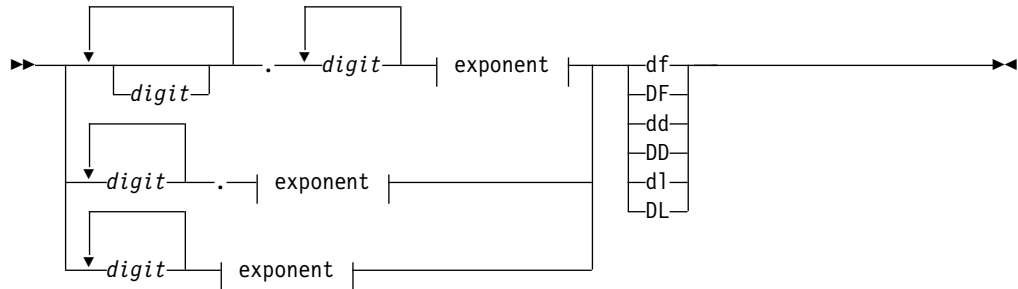 . digit exponent df
digit DF
dd
DD
digit . exponent dl
DL
digit exponent